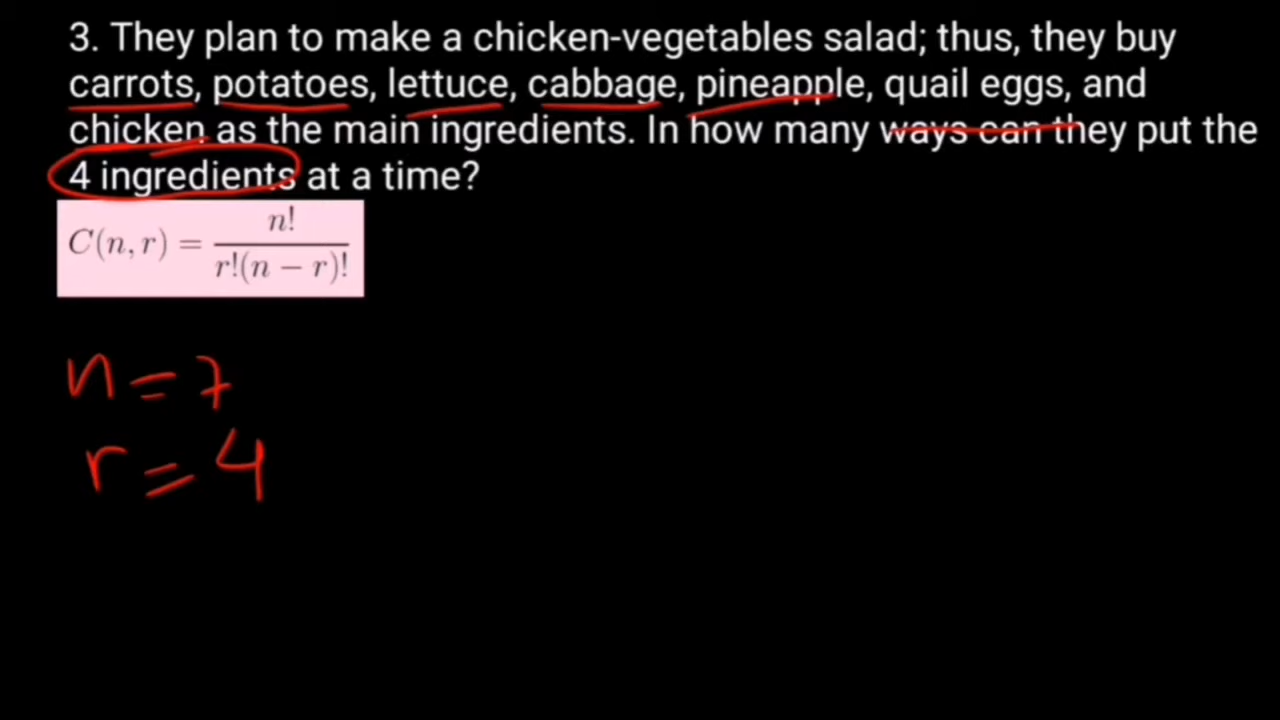 3. They plan to make a chicken-vegetables salad; thus, they buy
carrots, potatoes, lettuce, cabbage, pineapple, quail eggs, and
chicken as the main ingredients. In how many ways can they put the
4 ingredients at a time?
C(n, r) = n! / r!(n − r)!
n = 7
r = 4